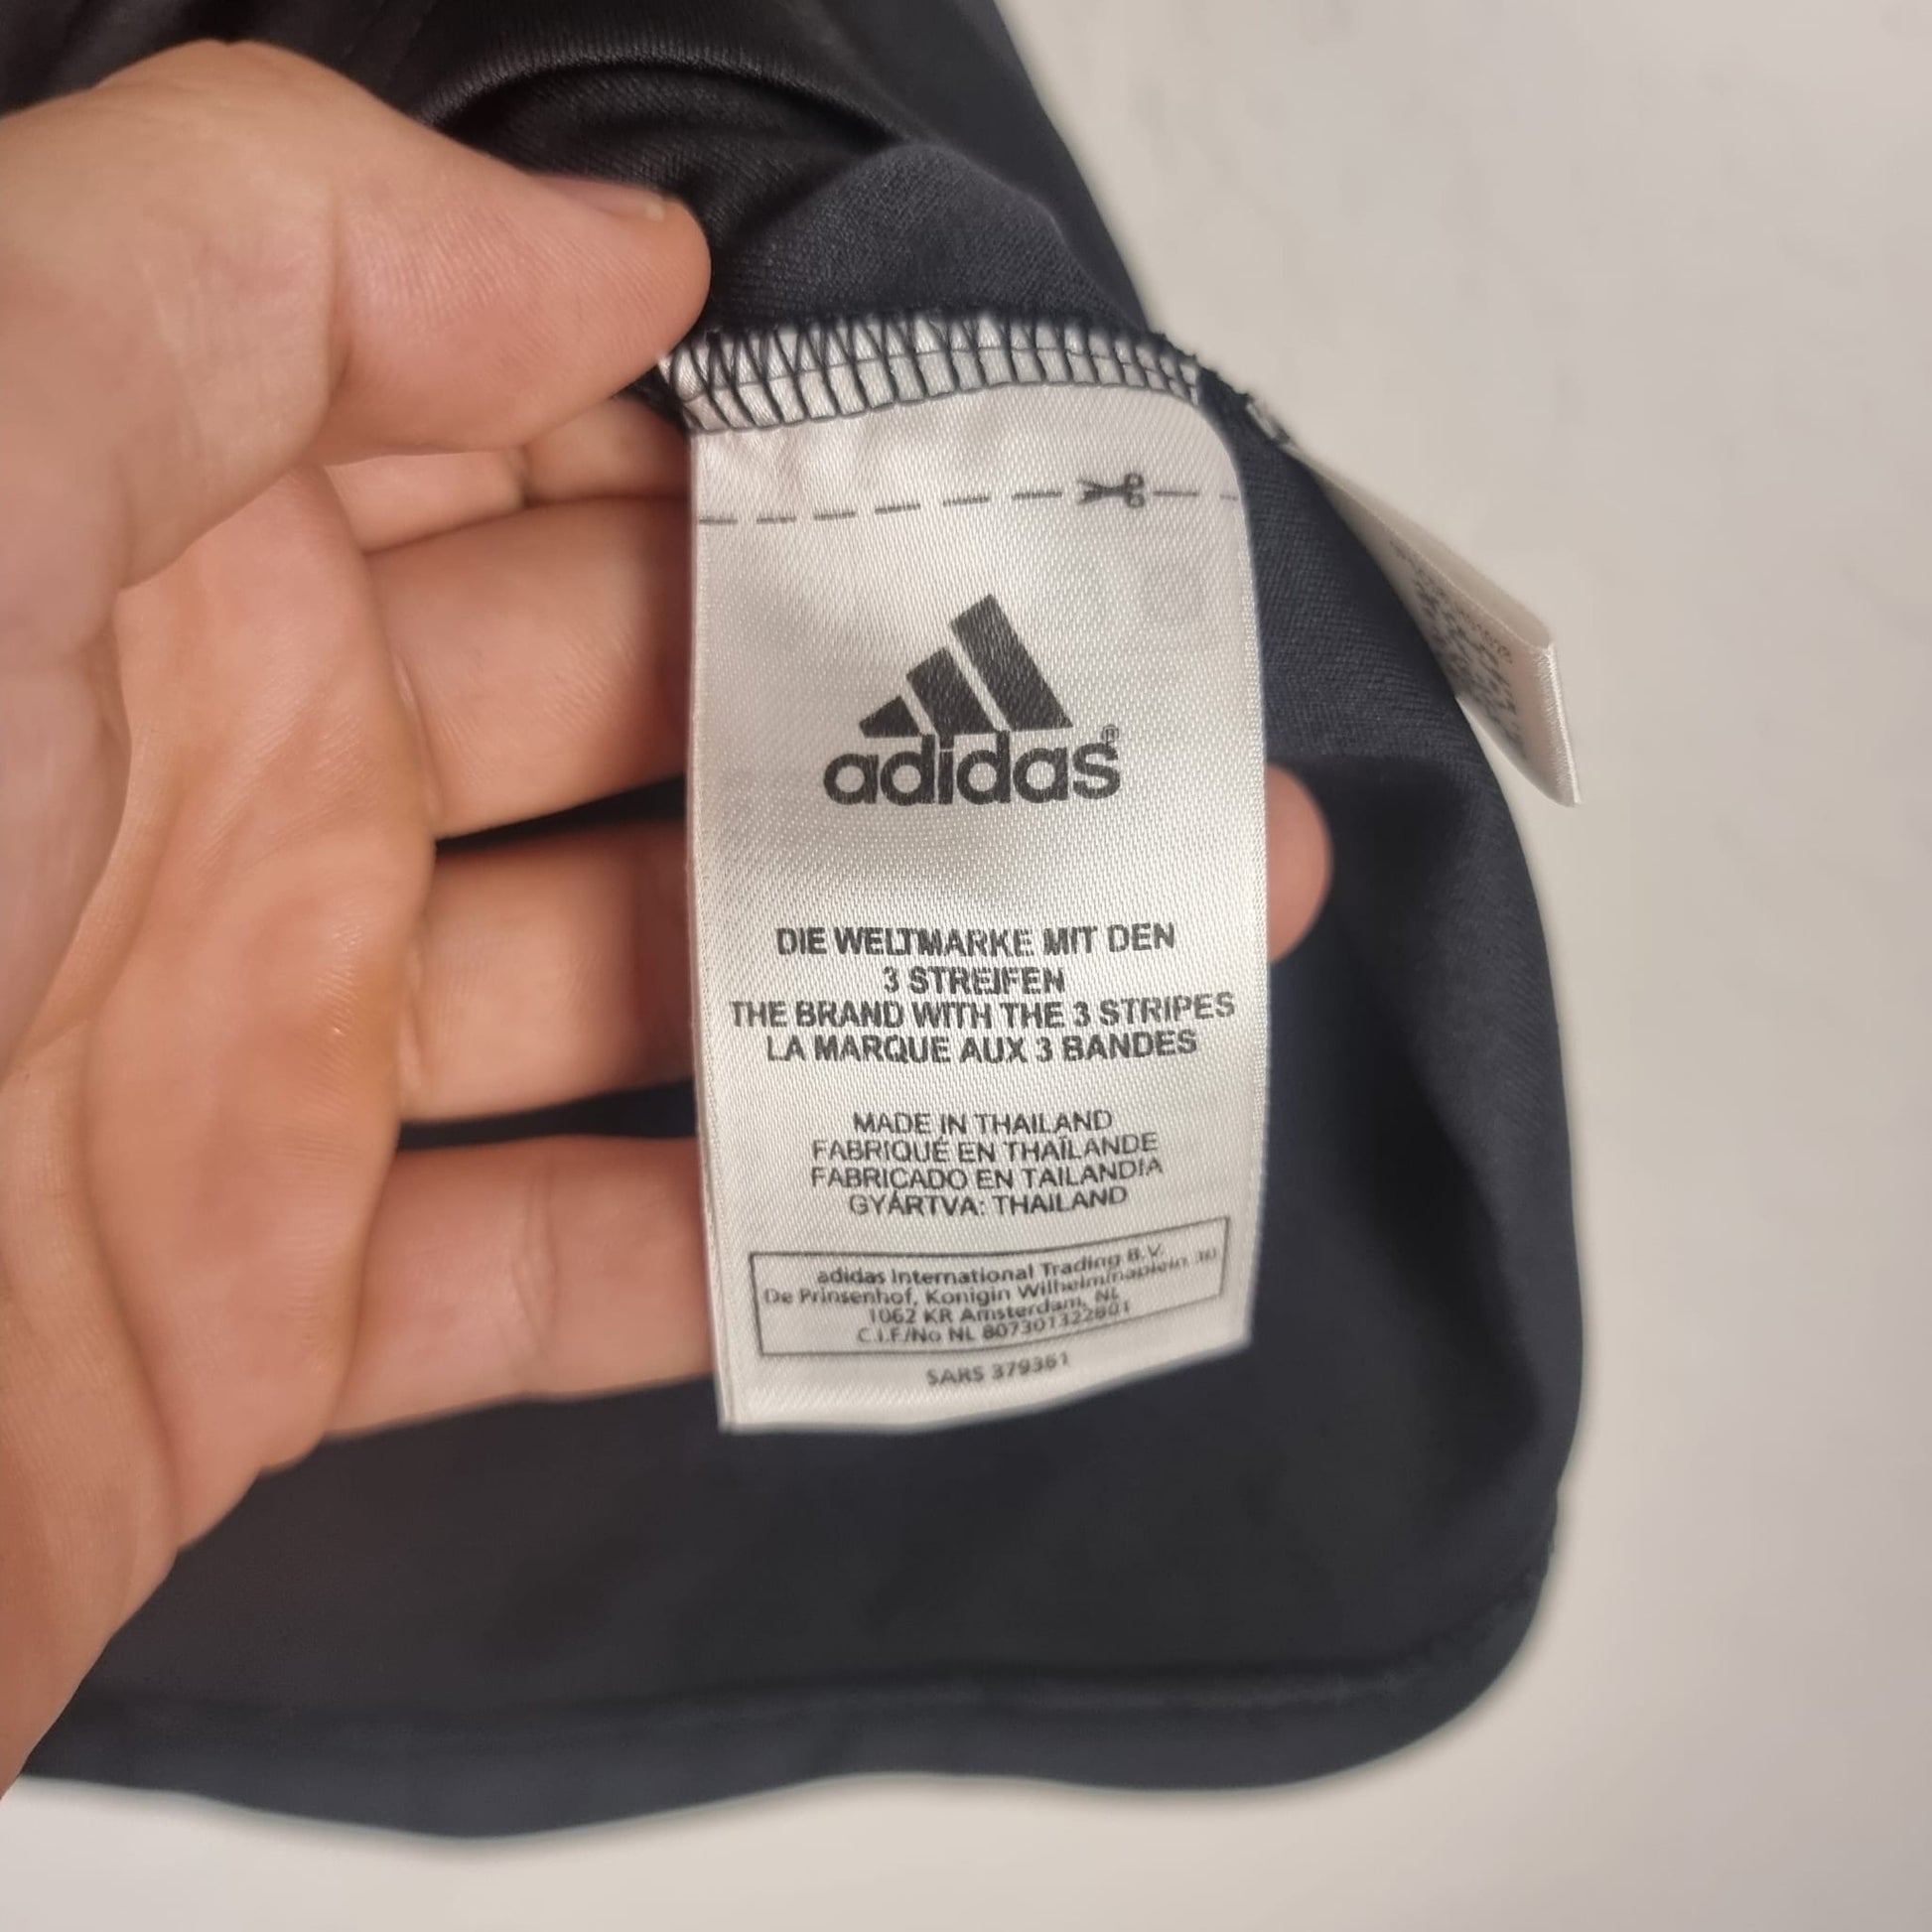 adidas®
DIE WELTMARKE MIT DEN
3 STREIFEN
THE BRAND WITH THE 3 STRIPES
LA MARQUE AUX 3 BANDES
MADE IN THAILAND
FABRIQUÉ EN THAÏLANDE
FABRICADO EN TAILANDIA
GYÁRTVA: THAILAND
adidas International Trading B.V.
De Prinsenhof, Konigin Wilhelminaplein 30
1062 KR Amsterdam, NL
C.I.F./No NL 807301322B01
SARS 379361